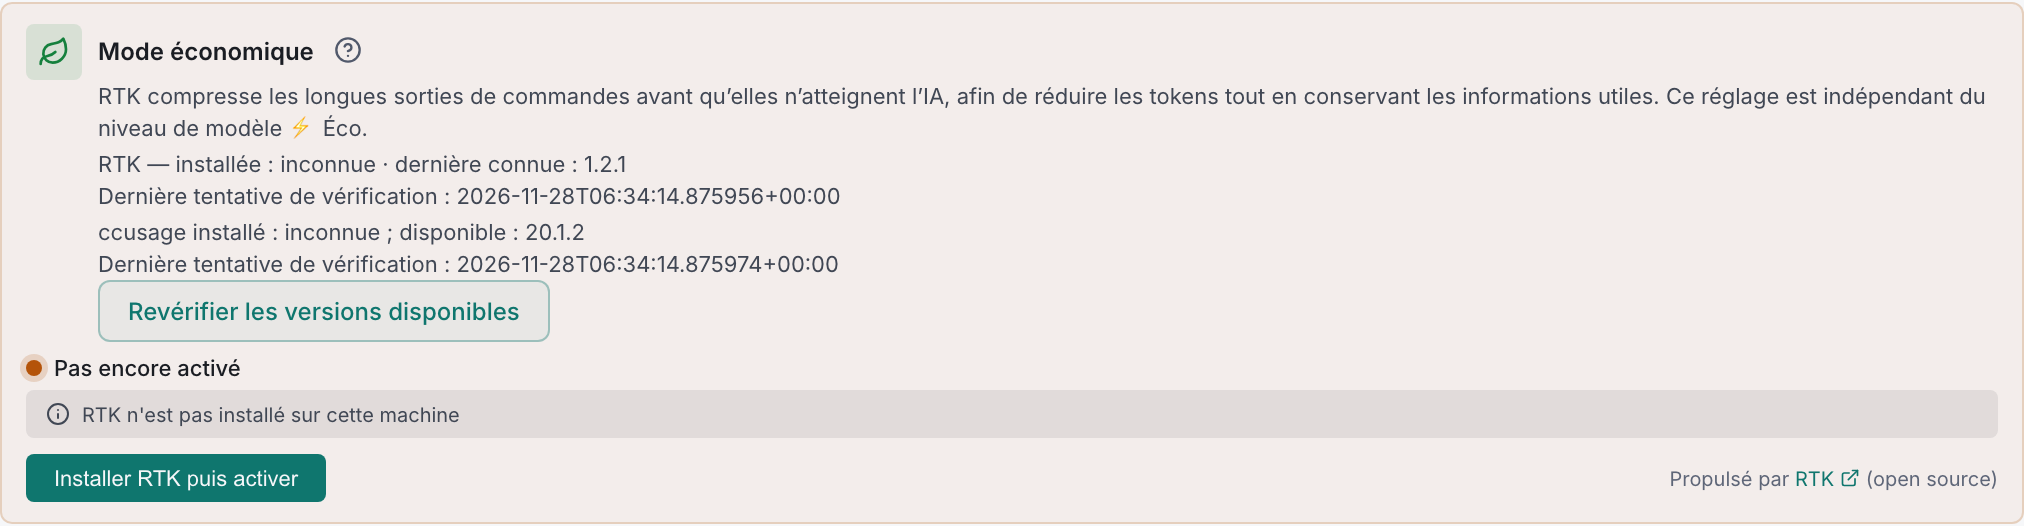 Mode économique
RTK compresse les longues sorties de commandes avant qu’elles n’atteignent l’IA, afin de réduire les tokens tout en conservant les informations utiles. Ce réglage est indépendant du
niveau de modèle ⚡ Éco.
RTK — installée : inconnue · dernière connue : 1.2.1
Dernière tentative de vérification : 2026-11-28T06:34:14.875956+00:00
ccusage installé : inconnue ; disponible : 20.1.2
Dernière tentative de vérification : 2026-11-28T06:34:14.875974+00:00
Revérifier les versions disponibles
Pas encore activé
RTK n'est pas installé sur cette machine
Installer RTK puis activer
Propulsé par RTK (open source)